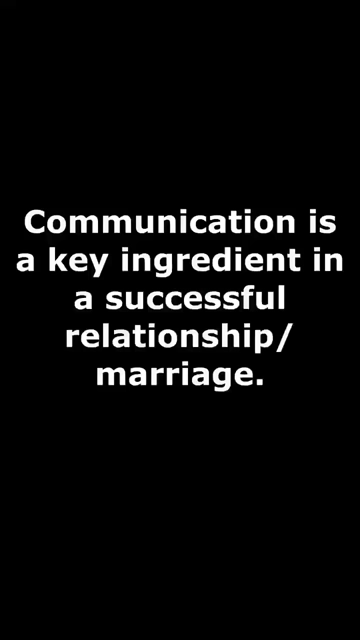 Communication is
a key ingredient in
a successful
relationship/
marriage.